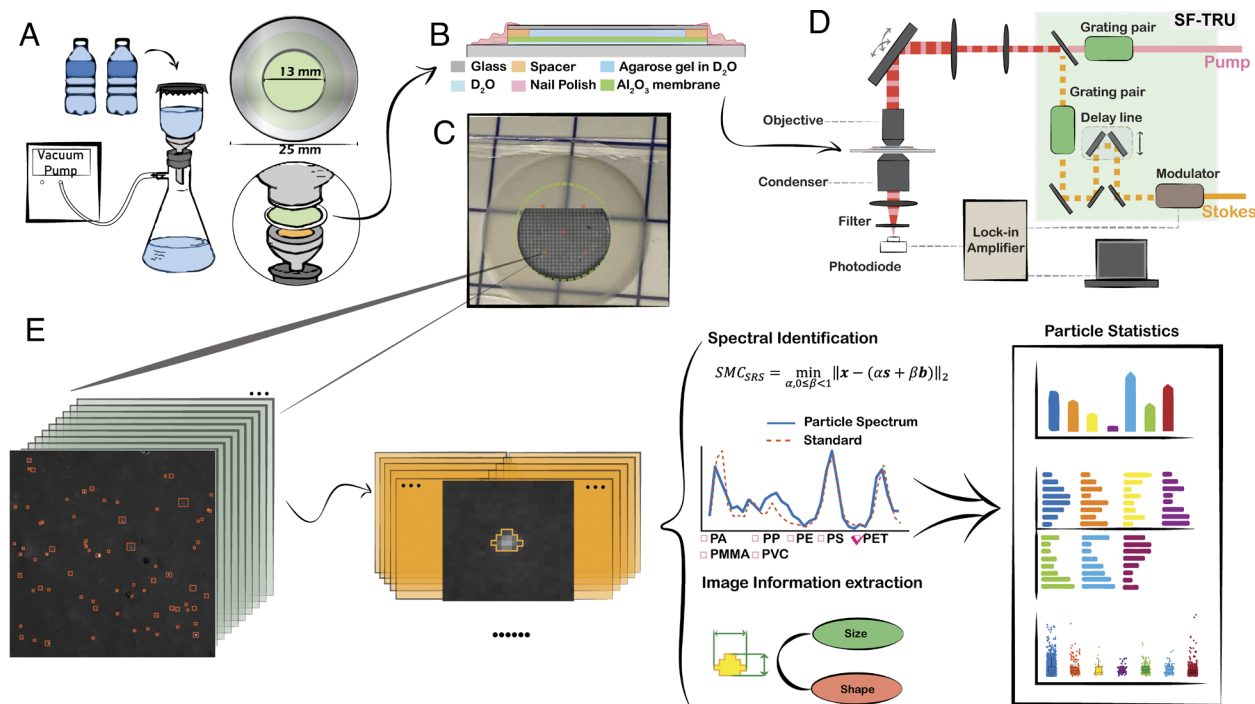 A
13 mm
25 mm
Vacuum
Pump
B
Glass
Spacer
Agarose gel in D₂O
D₂O
Nail Polish
Al₂O₃ membrane
C
D
SF-TRU
Grating pair
Pump
Grating pair
Delay line
Objective
Condenser
Modulator
Stokes
Filter
Lock-in
Amplifier
Photodiode
E
Spectral Identification
SMC_SRS = min_{α,0≤β<1} ‖x − (αs + βb)‖₂
Particle Spectrum
Standard
PA
PP
PE
PS
PET
PMMA
PVC
Image Information extraction
Size
Shape
Particle Statistics